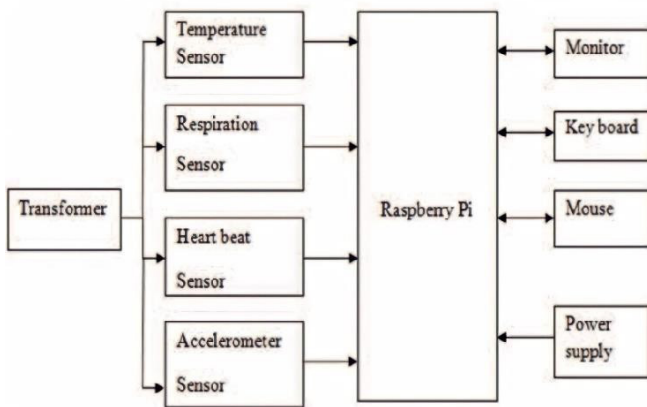 Temperature
Sensor
Respiration
Sensor
Transformer
Heart beat
Sensor
Accelerometer
Sensor
Raspberry Pi
Monitor
Key board
Mouse
Power
supply